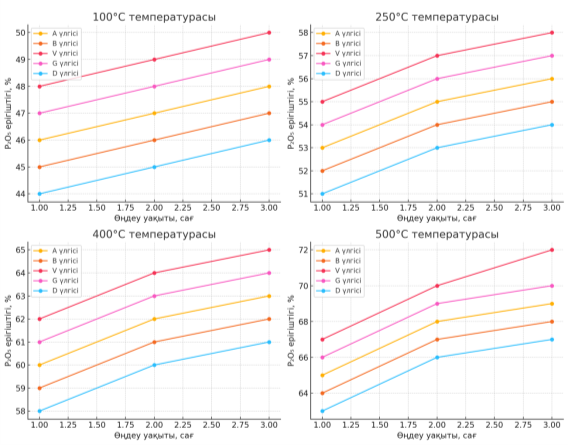 100°C температурасы
P₂O₅ ерігіштігі, %
50
49
48
47
46
45
44
А үлгісі
В үлгісі
V үлгісі
G үлгісі
D үлгісі
1.00 1.25 1.50 1.75 2.00 2.25 2.50 2.75 3.00
Өңдеу уақыты, сағ
250°C температурасы
P₂O₅ ерігіштігі, %
58
57
56
55
54
53
52
51
А үлгісі
В үлгісі
V үлгісі
G үлгісі
D үлгісі
1.00 1.25 1.50 1.75 2.00 2.25 2.50 2.75 3.00
Өңдеу уақыты, сағ
400°C температурасы
P₂O₅ ерігіштігі, %
65
64
63
62
61
60
59
58
А үлгісі
В үлгісі
V үлгісі
G үлгісі
D үлгісі
1.00 1.25 1.50 1.75 2.00 2.25 2.50 2.75 3.00
Өңдеу уақыты, сағ
500°C температурасы
P₂O₅ ерігіштігі, %
72
70
68
66
64
А үлгісі
В үлгісі
V үлгісі
G үлгісі
D үлгісі
1.00 1.25 1.50 1.75 2.00 2.25 2.50 2.75 3.00
Өңдеу уақыты, сағ